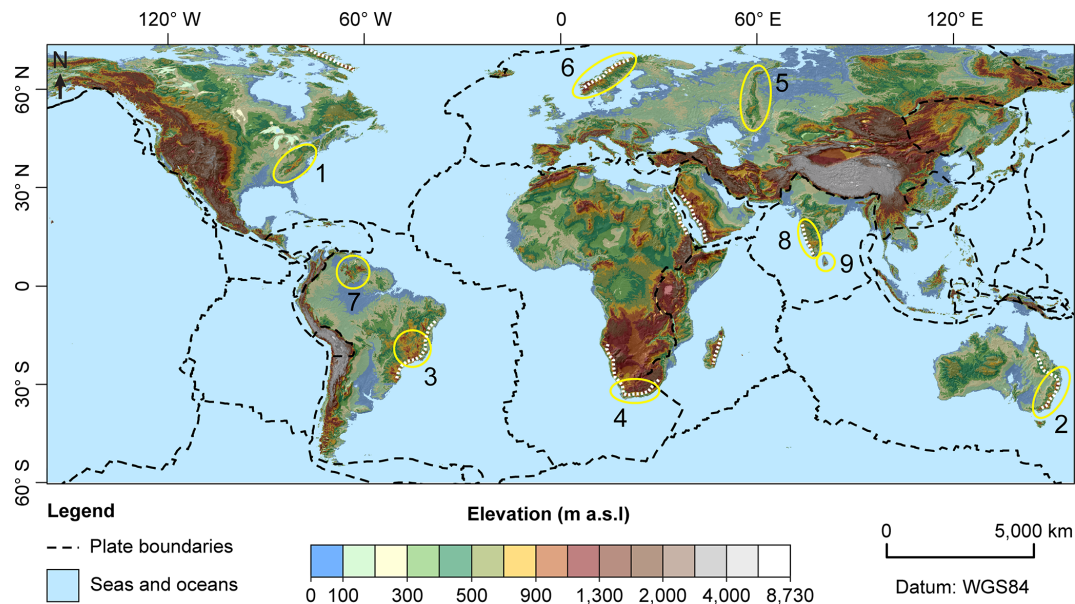 120° W 60° W 0 60° E 120° E
N
60° N
30° N
0
30° S
60° S
6
5
1
8
9
7
3
4
2
Legend
Plate boundaries
Seas and oceans
Elevation (m a.s.l)
0 100 300 500 900 1,300 2,000 4,000 8,730
0 5,000 km
Datum: WGS84